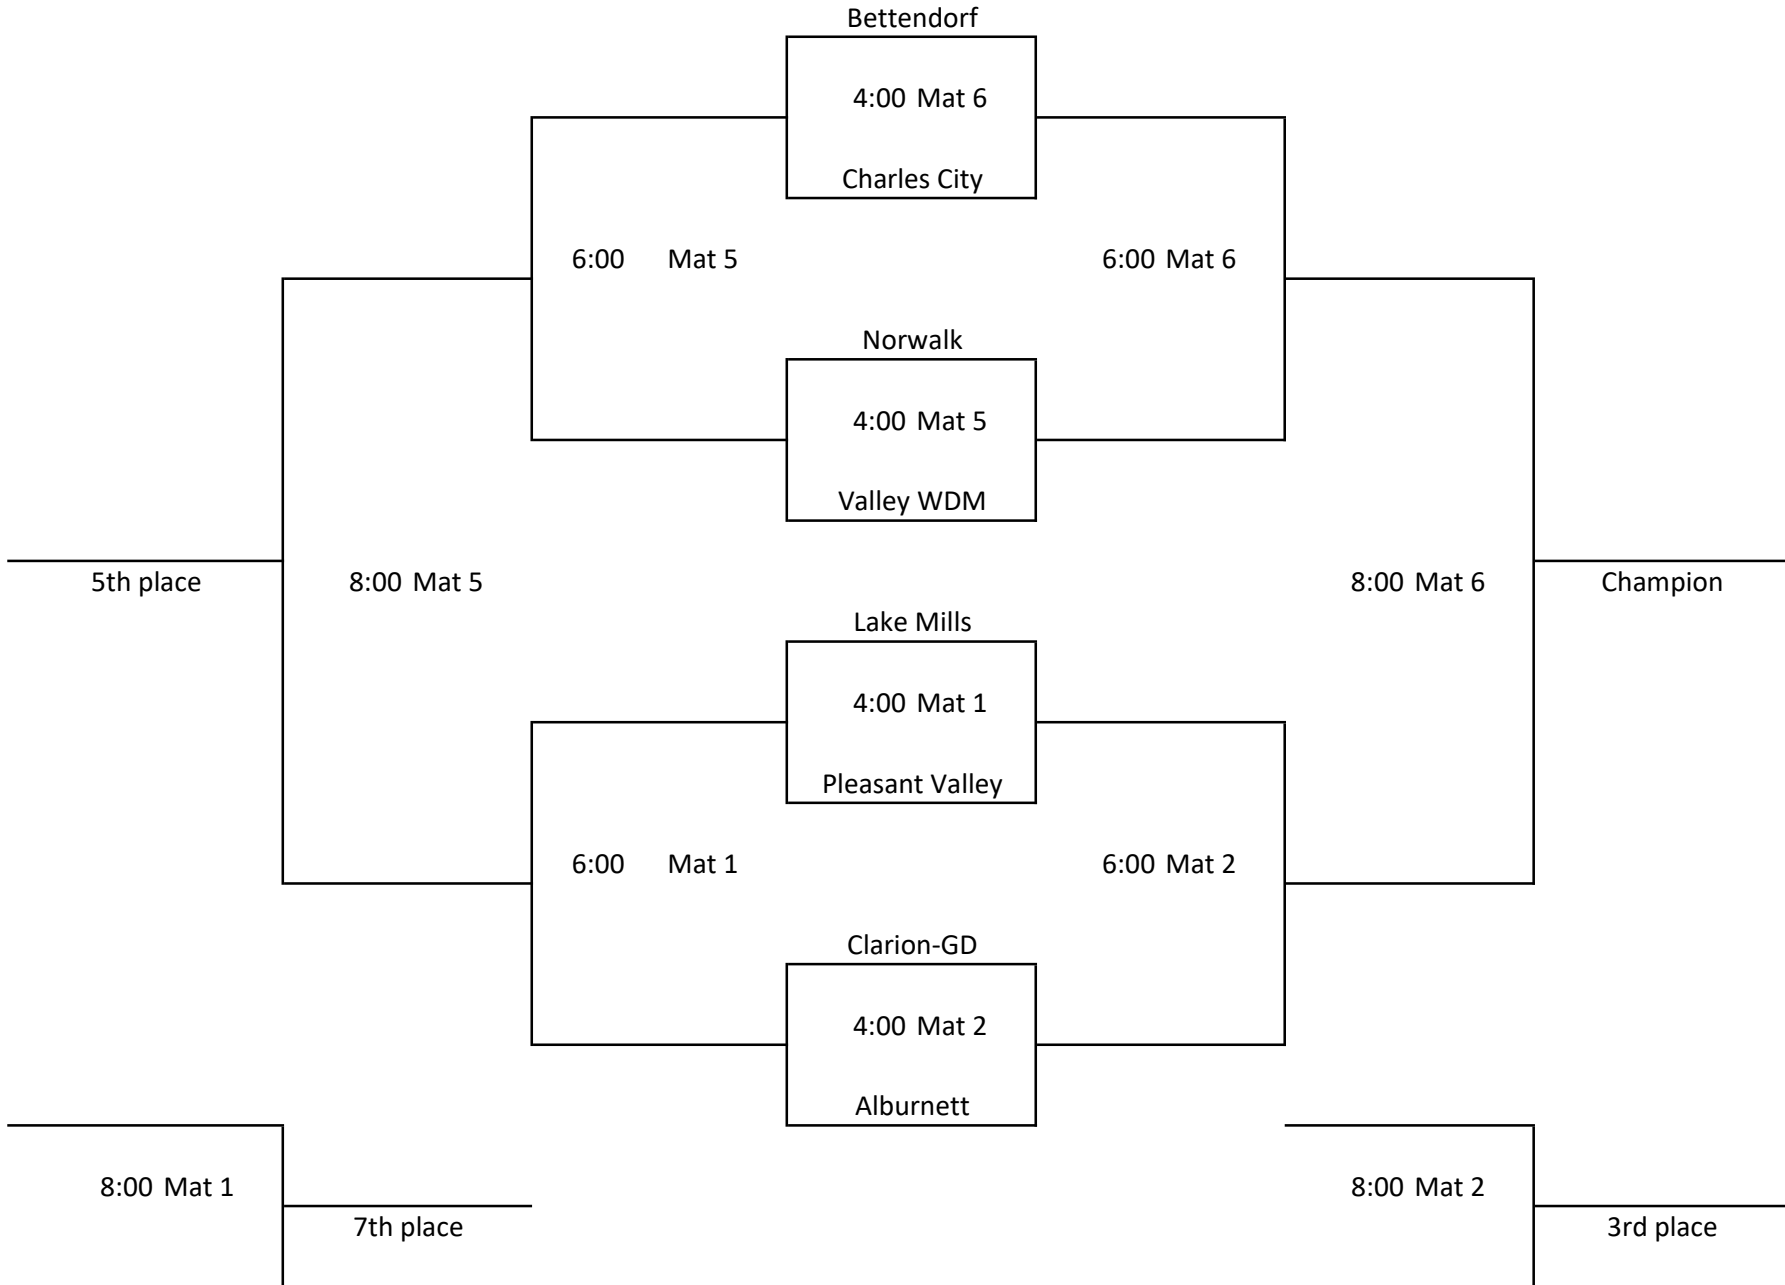 Bettendorf
4:00 Mat 6
Charles City
6:00 Mat 5
6:00 Mat 6
Norwalk
4:00 Mat 5
Valley WDM
5th place
8:00 Mat 5
8:00 Mat 6
Champion
Lake Mills
4:00 Mat 1
Pleasant Valley
6:00 Mat 1
6:00 Mat 2
Clarion-GD
4:00 Mat 2
Alburnett
8:00 Mat 1
8:00 Mat 2
7th place
3rd place